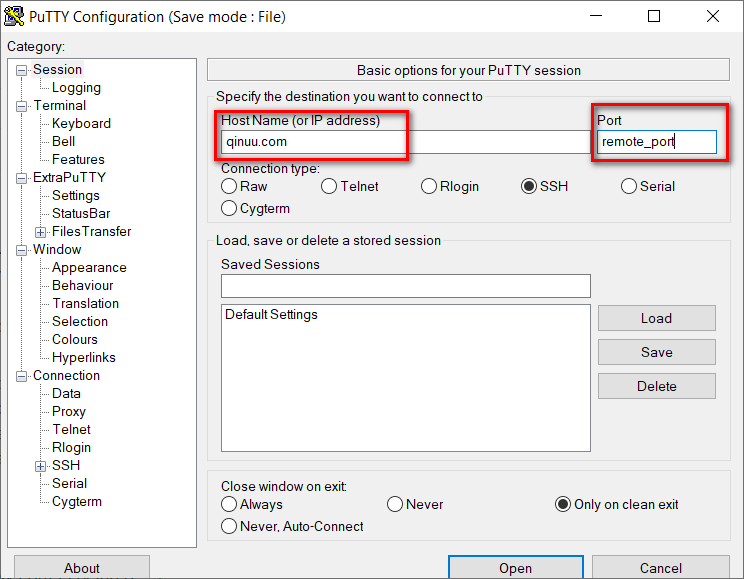 PuTTY Configuration (Save mode : File)
Category:
Session
Logging
Terminal
Keyboard
Bell
Features
ExtraPuTTY
Settings
StatusBar
FilesTransfer
Window
Appearance
Behaviour
Translation
Selection
Colours
Hyperlinks
Connection
Data
Proxy
Telnet
Rlogin
SSH
Serial
Cygterm
Basic options for your PuTTY session
Specify the destination you want to connect to
Host Name (or IP address) Port
qinuu.com remote_port
Connection type:
Raw Telnet Rlogin SSH Serial
Cygterm
Load, save or delete a stored session
Saved Sessions
Default Settings
Load
Save
Delete
Close window on exit:
Always Never Only on clean exit
Never, Auto-Connect
About Open Cancel